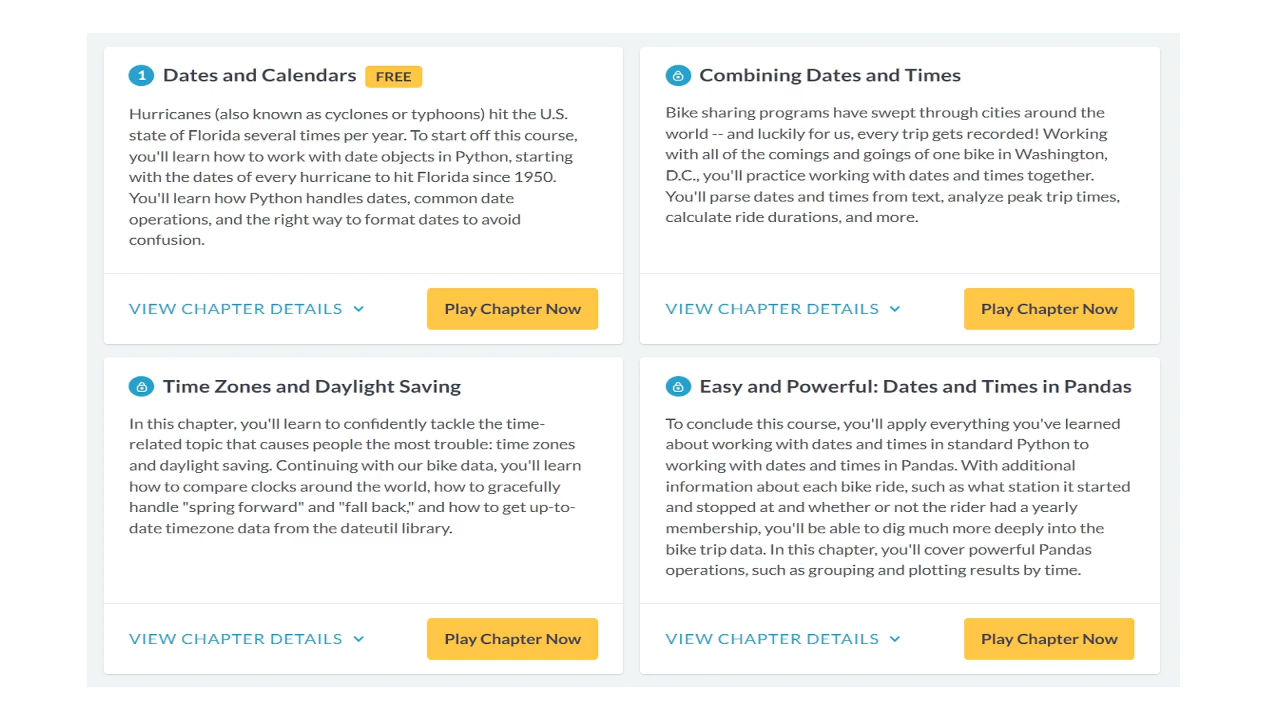 1 Dates and Calendars FREE
Hurricanes (also known as cyclones or typhoons) hit the U.S.
state of Florida several times per year. To start off this course,
you'll learn how to work with date objects in Python, starting
with the dates of every hurricane to hit Florida since 1950.
You'll learn how Python handles dates, common date
operations, and the right way to format dates to avoid
confusion.
VIEW CHAPTER DETAILS
Play Chapter Now
Combining Dates and Times
Bike sharing programs have swept through cities around the
world -- and luckily for us, every trip gets recorded! Working
with all of the comings and goings of one bike in Washington,
D.C., you'll practice working with dates and times together.
You'll parse dates and times from text, analyze peak trip times,
calculate ride durations, and more.
VIEW CHAPTER DETAILS
Play Chapter Now
Time Zones and Daylight Saving
In this chapter, you'll learn to confidently tackle the time-
related topic that causes people the most trouble: time zones
and daylight saving. Continuing with our bike data, you'll learn
how to compare clocks around the world, how to gracefully
handle "spring forward" and "fall back," and how to get up-to-
date timezone data from the dateutil library.
VIEW CHAPTER DETAILS
Play Chapter Now
Easy and Powerful: Dates and Times in Pandas
To conclude this course, you'll apply everything you've learned
about working with dates and times in standard Python to
working with dates and times in Pandas. With additional
information about each bike ride, such as what station it started
and stopped at and whether or not the rider had a yearly
membership, you'll be able to dig much more deeply into the
bike trip data. In this chapter, you'll cover powerful Pandas
operations, such as grouping and plotting results by time.
VIEW CHAPTER DETAILS
Play Chapter Now